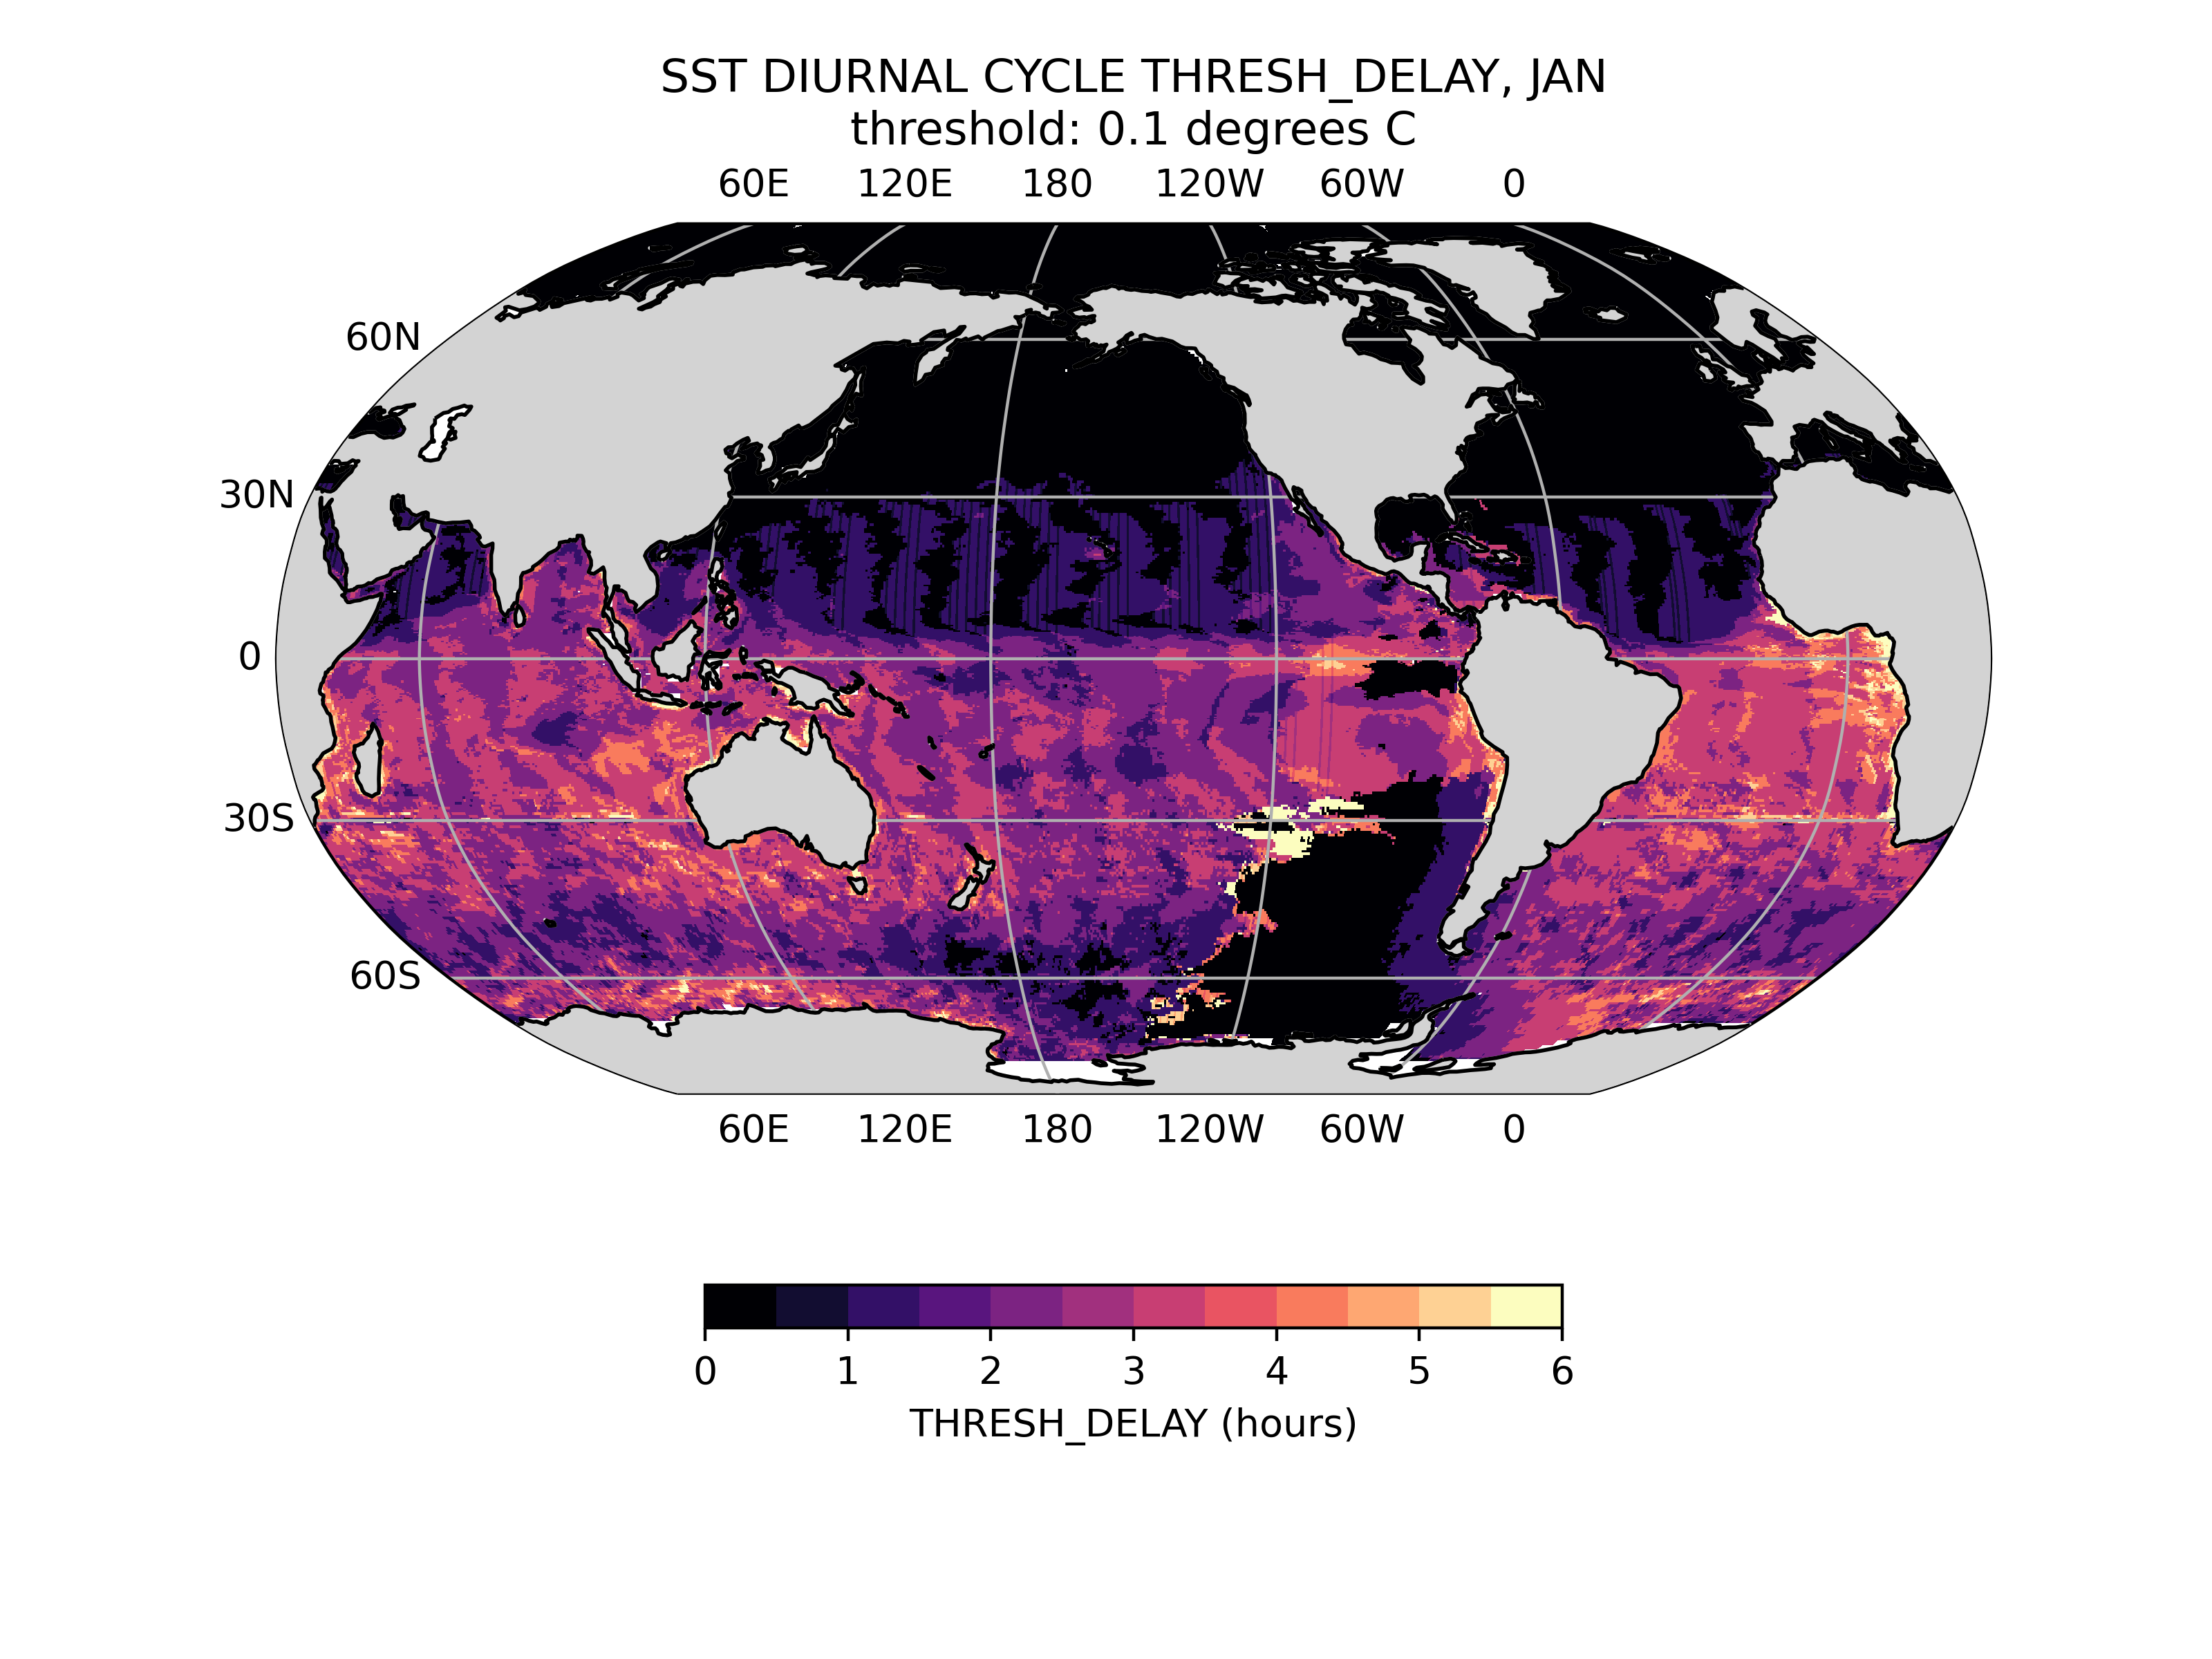 SST DIURNAL CYCLE THRESH_DELAY, JAN
threshold: 0.1 degrees C
60E 120E 180 120W 60W 0
60N
30N
0
30S
60S
60E 120E 180 120W 60W 0
0 1 2 3 4 5 6
THRESH_DELAY (hours)